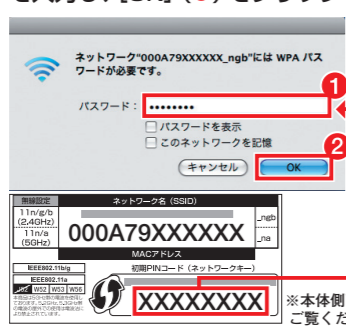 を入力し、[OK]（❷）をクリック
ネットワーク"000A79XXXXXX_ngb"には WPA パス
ワードが必要です。
❶
パスワード：••••••••
パスワードを表示
このネットワークを記憶
❷
キャンセル OK
無線設定 ネットワーク名（SSID）
11n/g/b
(2.4GHz)
_ngb
000A79XXXXXX
11n/a
(5GHz)
_na
MACアドレス
IEEE802.11b/g
初期PINコード（ネットワークキー）
IEEE802.11a
J52 W52 W53 W56
XXXXXXXX
※本体側
ご覧くだ